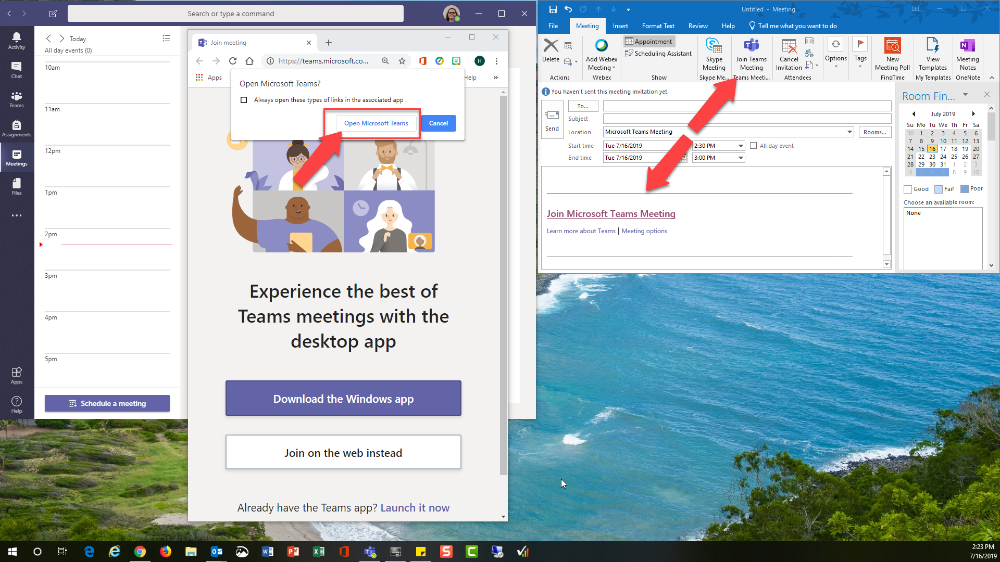 Search or type a command
Activity
Chat
Teams
Assignments
Meetings
Files
Apps
Help
Today
All day events (0)
10am
11am
12pm
1pm
2pm
3pm
4pm
5pm
Schedule a meeting
Join meeting
https://teams.microsoft.co...
H
Apps
Help
»
Open Microsoft Teams?
Always open these types of links in the associated app
Open Microsoft Teams
Cancel
Experience the best of
Teams meetings with the
desktop app
Download the Windows app
Join on the web instead
Already have the Teams app? Launch it now
Untitled - Meeting
File Meeting Insert Format Text Review Help Tell me what you want to do
Delete
Actions
Add Webex
Meeting
Webex
Appointment
Scheduling Assistant
Show
Skype
Meeting
Skype Me...
Join Teams
Meeting
Teams Meeti...
Cancel
Invitation
Attendees
Options
Tags
New
Meeting Poll
FindTime
View
Templates
My Templates
Meeting
Notes
OneNote
You haven't sent this meeting invitation yet.
Send
To...
Subject
Location Microsoft Teams Meeting Rooms...
Start time Tue 7/16/2019 2:30 PM All day event
End time Tue 7/16/2019 3:00 PM
Join Microsoft Teams Meeting
Learn more about Teams | Meeting options
Room Fin...
July 2019
Su Mo Tu We Th Fr Sa
30 1 2 3 4 5 6
7 8 9 10 11 12 13
14 15 16 17 18 19 20
21 22 23 24 25 26 27
28 29 30 31 1 2 3
4 5 6 7 8 9 10
Good Fair Poor
Choose an available room:
None
2:23 PM
7/16/2019